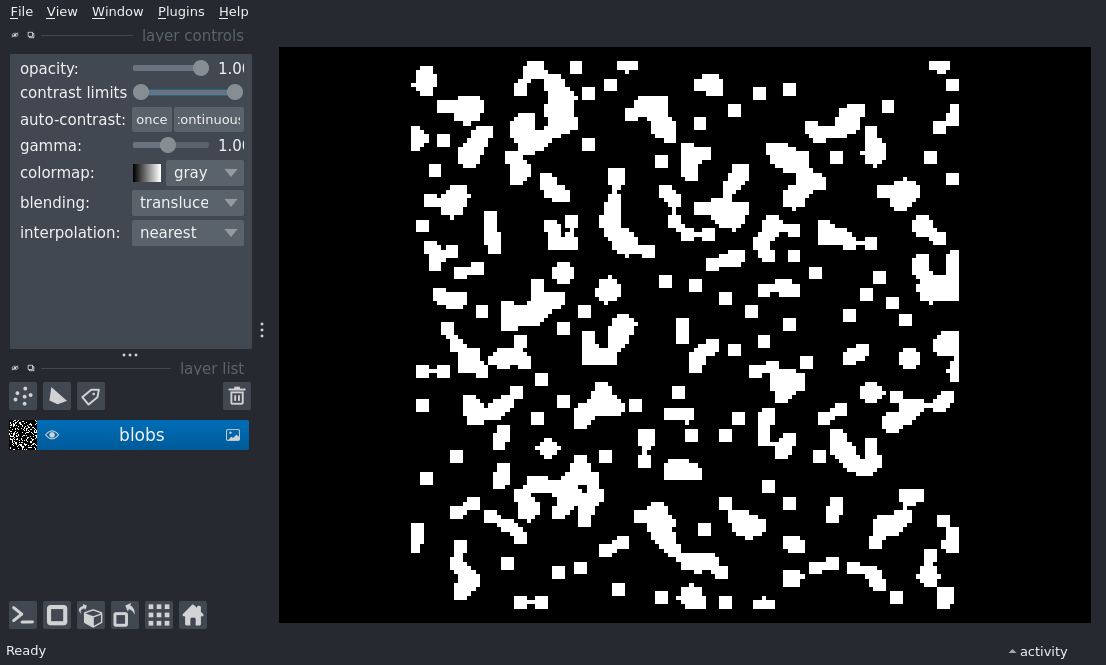 File View Window Plugins Help
layer controls
opacity: 1.00
contrast limits
auto-contrast: once continuous
gamma: 1.00
colormap: gray
blending: transluce
interpolation: nearest
layer list
blobs
Ready
activity